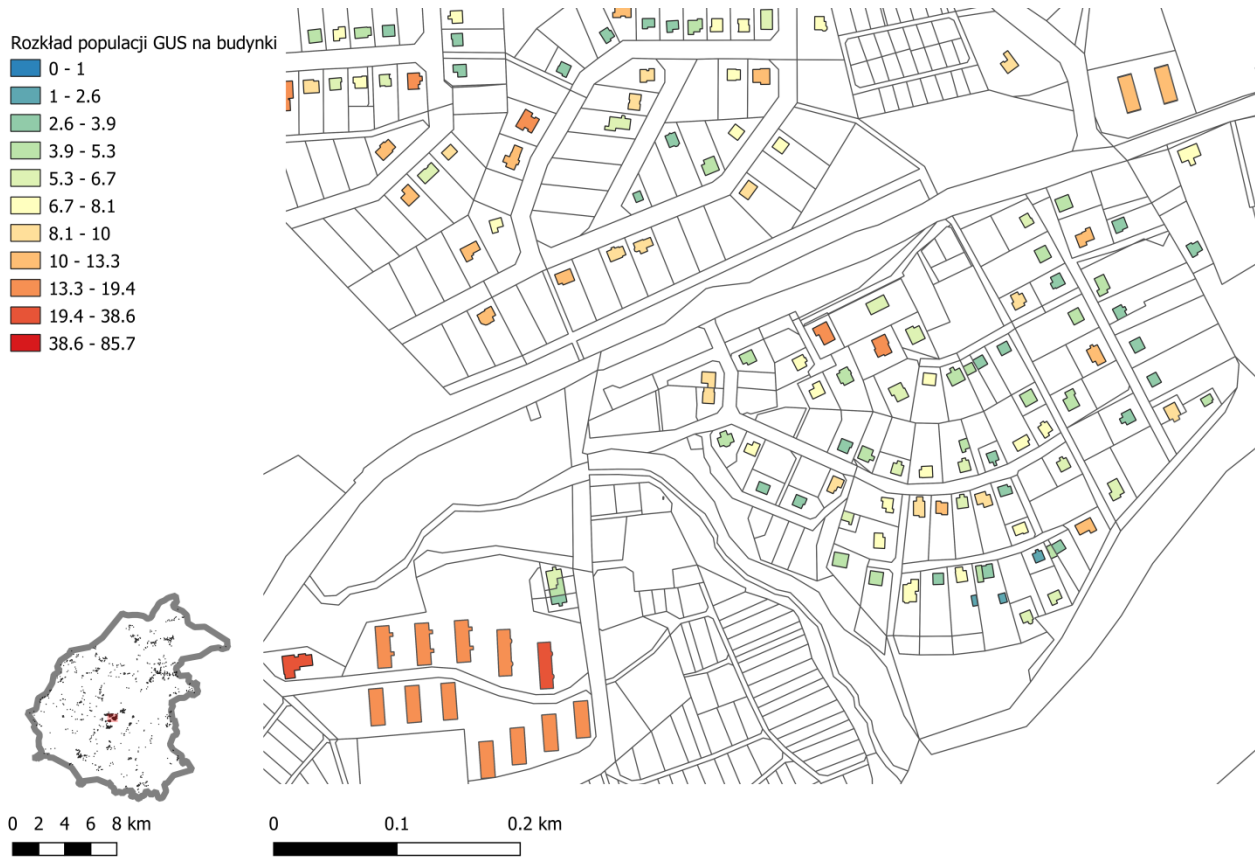 Rozkład populacji GUS na budynki
0 - 1
1 - 2.6
2.6 - 3.9
3.9 - 5.3
5.3 - 6.7
6.7 - 8.1
8.1 - 10
10 - 13.3
13.3 - 19.4
19.4 - 38.6
38.6 - 85.7
0 2 4 6 8 km
0 0.1 0.2 km